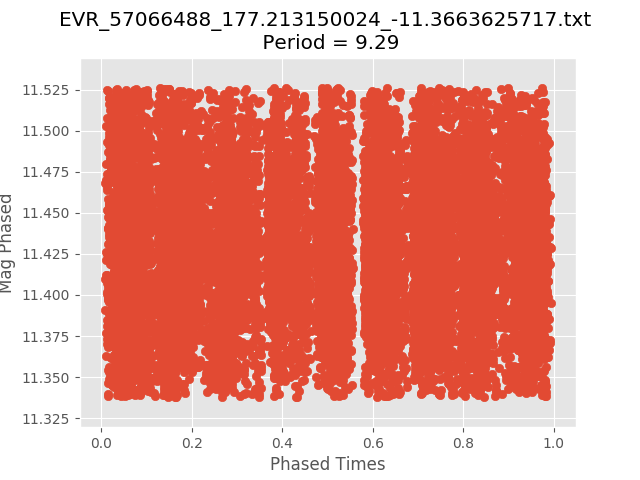 EVR_57066488_177.213150024_-11.3663625717.txt
Period = 9.29
11.525
11.500
11.475
11.450
11.425
11.400
11.375
11.350
11.325
Mag Phased
0.0 0.2 0.4 0.6 0.8 1.0
Phased Times